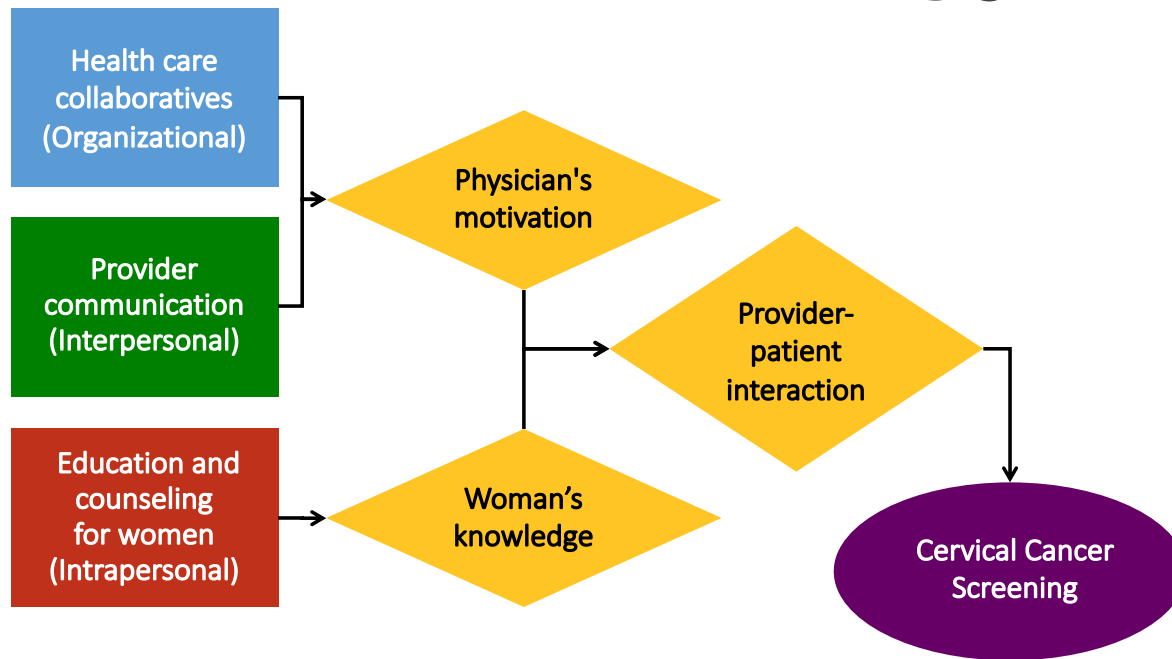 Health care
collaboratives
(Organizational)
Physician's
motivation
Provider
communication
(Interpersonal)
Provider-
patient
interaction
Education and
counseling
for women
(Intrapersonal)
Woman’s
knowledge
Cervical Cancer
Screening